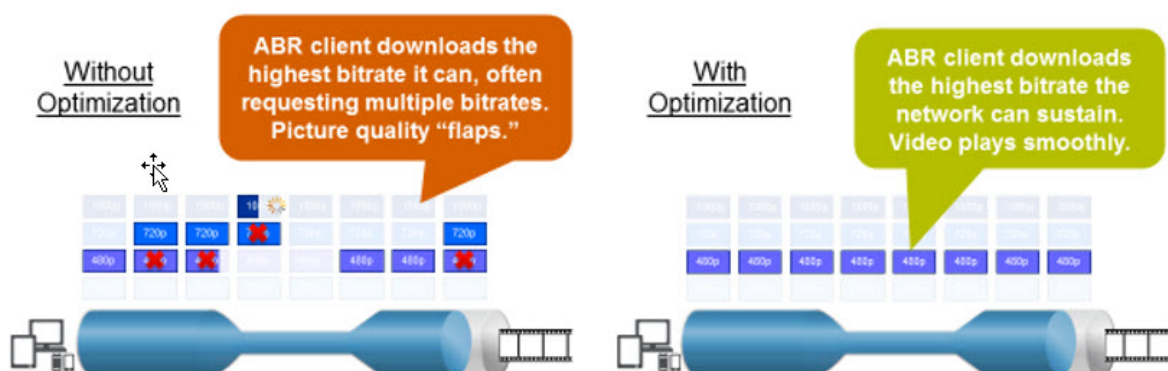 Without
Optimization
ABR client downloads the
highest bitrate it can, often
requesting multiple bitrates.
Picture quality “flaps.”
With
Optimization
ABR client downloads
the highest bitrate the
network can sustain.
Video plays smoothly.
720p 720p 720p
480p 480p 480p
480p 480p 480p 480p 480p 480p 480p 480p